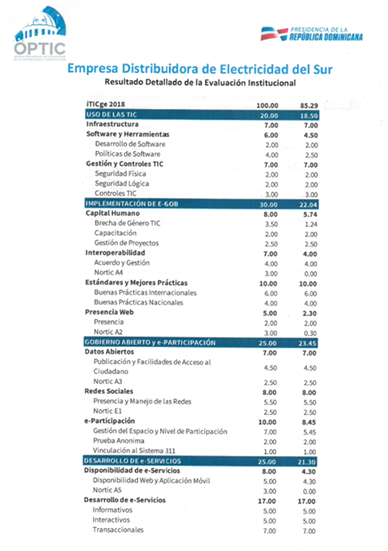 OPTIC
PRESIDENCIA DE LA
REPÚBLICA DOMINICANA
Empresa Distribuidora de Electricidad del Sur
Resultado Detallado de la Evaluación Institucional
iTICge 2018 100.00 85.29
USO DE LAS TIC 20.00 18.50
Infraestructura 7.00 7.00
Software y Herramientas 6.00 4.50
Desarrollo de Software 2.00 2.00
Políticas de Software 4.00 2.50
Gestión y Controles TIC 7.00 7.00
Seguridad Física 2.00 2.00
Seguridad Lógica 2.00 2.00
Controles TIC 3.00 3.00
IMPLEMENTACIÓN DE E-GOB 30.00 22.04
Capital Humano 8.00 5.74
Brecha de Género TIC 3.50 1.24
Capacitación 2.00 2.00
Gestión de Proyectos 2.50 2.50
Interoperabilidad 7.00 4.00
Acuerdo y Gestión 4.00 4.00
Nortic A4 3.00 0.00
Estándares y Mejores Prácticas 10.00 10.00
Buenas Prácticas Internacionales 6.00 6.00
Buenas Prácticas Nacionales 4.00 4.00
Presencia Web 5.00 2.30
Presencia 2.00 2.00
Nortic A2 3.00 0.30
GOBIERNO ABIERTO y e-PARTICIPACIÓN 25.00 23.45
Datos Abiertos 7.00 7.00
Publicación y Facilidades de Acceso al
Ciudadano 4.50 4.50
Nortic A3 2.50 2.50
Redes Sociales 8.00 8.00
Presencia y Manejo de las Redes 5.50 5.50
Nortic E1 2.50 2.50
e-Participación 10.00 8.45
Gestión del Espacio y Nivel de Participación 7.00 5.45
Prueba Anonima 2.00 2.00
Vinculación al Sistema 311 1.00 1.00
DESARROLLO DE e-SERVICIOS 25.00 21.30
Disponibilidad de e-Servicios 8.00 4.30
Disponibilidad Web y Aplicación Móvil 5.00 4.30
Nortic A5 3.00 0.00
Desarrollo de e-Servicios 17.00 17.00
Informativos 5.00 5.00
Interactivos 5.00 5.00
Transaccionales 7.00 7.00